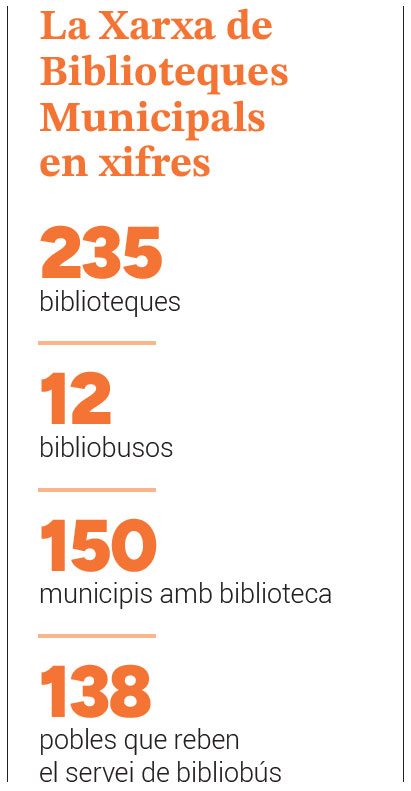 La Xarxa de
Biblioteques
Municipals
en xifres
235
biblioteques
12
bibliobusos
150
municipis amb biblioteca
138
pobles que reben
el servei de bibliobús